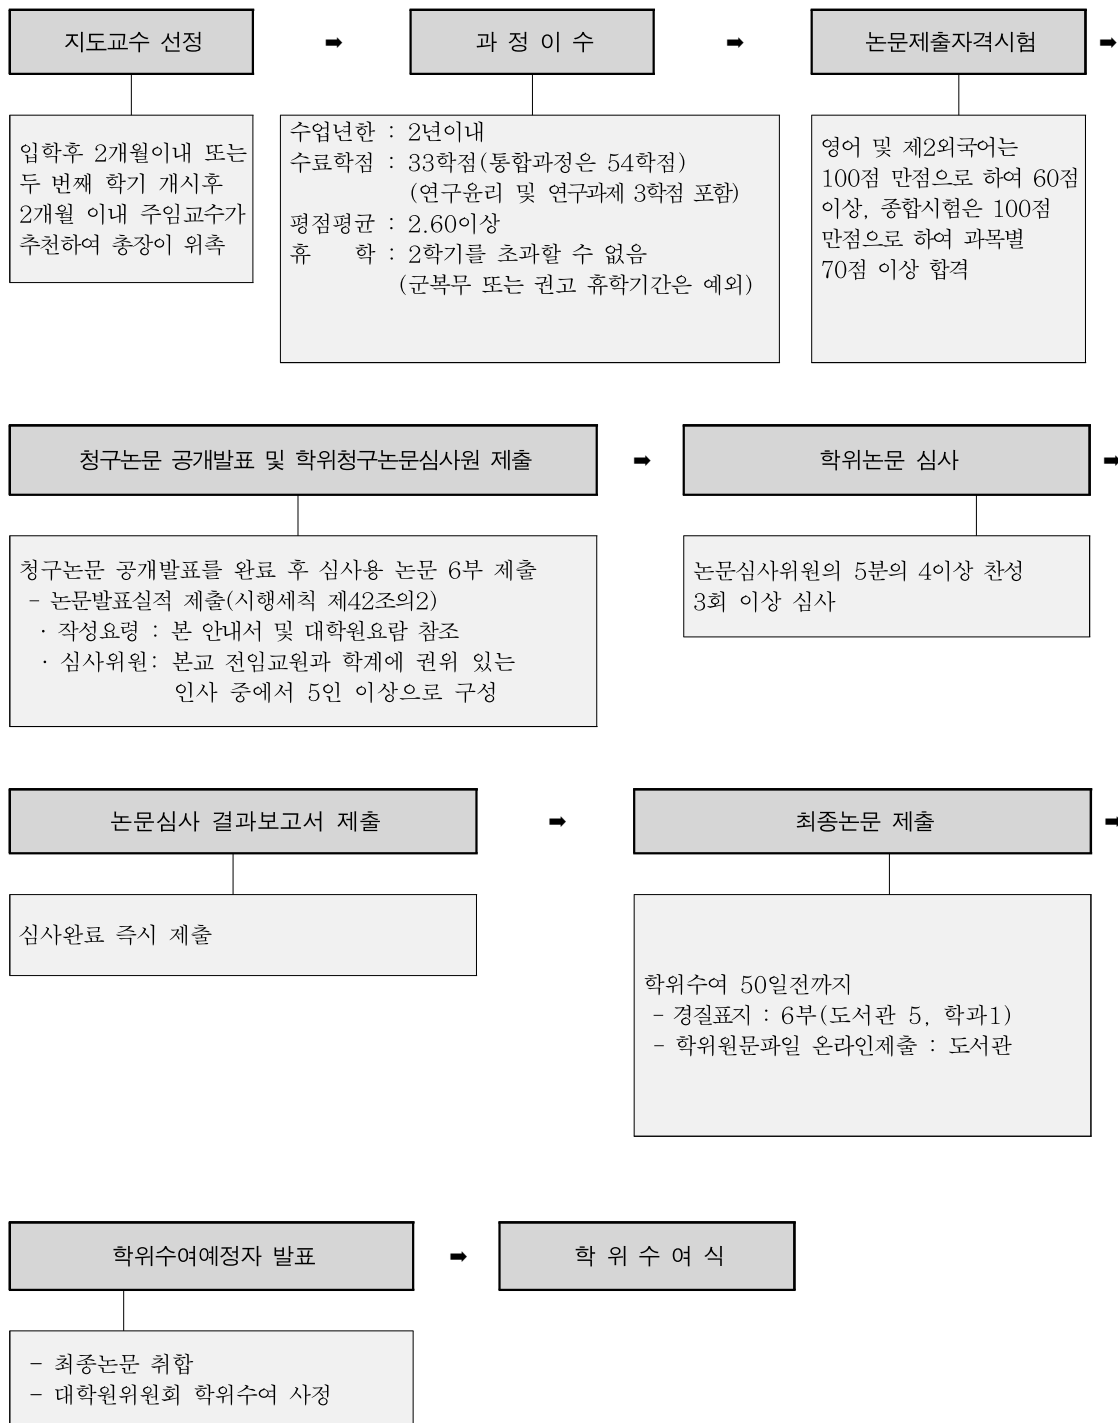 지도교수 선정 ➡ 과 정 이 수 ➡ 논문제출자격시험 ➡
입학후 2개월이내 또는
두 번째 학기 개시후
2개월 이내 주임교수가
추천하여 총장이 위촉
수업년한 : 2년이내
수료학점 : 33학점(통합과정은 54학점)
(연구윤리 및 연구과제 3학점 포함)
평점평균 : 2.60이상
휴 학 : 2학기를 초과할 수 없음
(군복무 또는 권고 휴학기간은 예외)
영어 및 제2외국어는
100점 만점으로 하여 60점
이상, 종합시험은 100점
만점으로 하여 과목별
70점 이상 합격
청구논문 공개발표 및 학위청구논문심사원 제출 ➡ 학위논문 심사 ➡
청구논문 공개발표를 완료 후 심사용 논문 6부 제출
- 논문발표실적 제출(시행세칙 제42조의2)
· 작성요령 : 본 안내서 및 대학원요람 참조
· 심사위원: 본교 전임교원과 학계에 권위 있는
인사 중에서 5인 이상으로 구성
논문심사위원의 5분의 4이상 찬성
3회 이상 심사
논문심사 결과보고서 제출 ➡ 최종논문 제출 ➡
심사완료 즉시 제출
학위수여 50일전까지
- 경질표지 : 6부(도서관 5, 학과1)
- 학위원문파일 온라인제출 : 도서관
학위수여예정자 발표 ➡ 학 위 수 여 식
- 최종논문 취합
- 대학원위원회 학위수여 사정